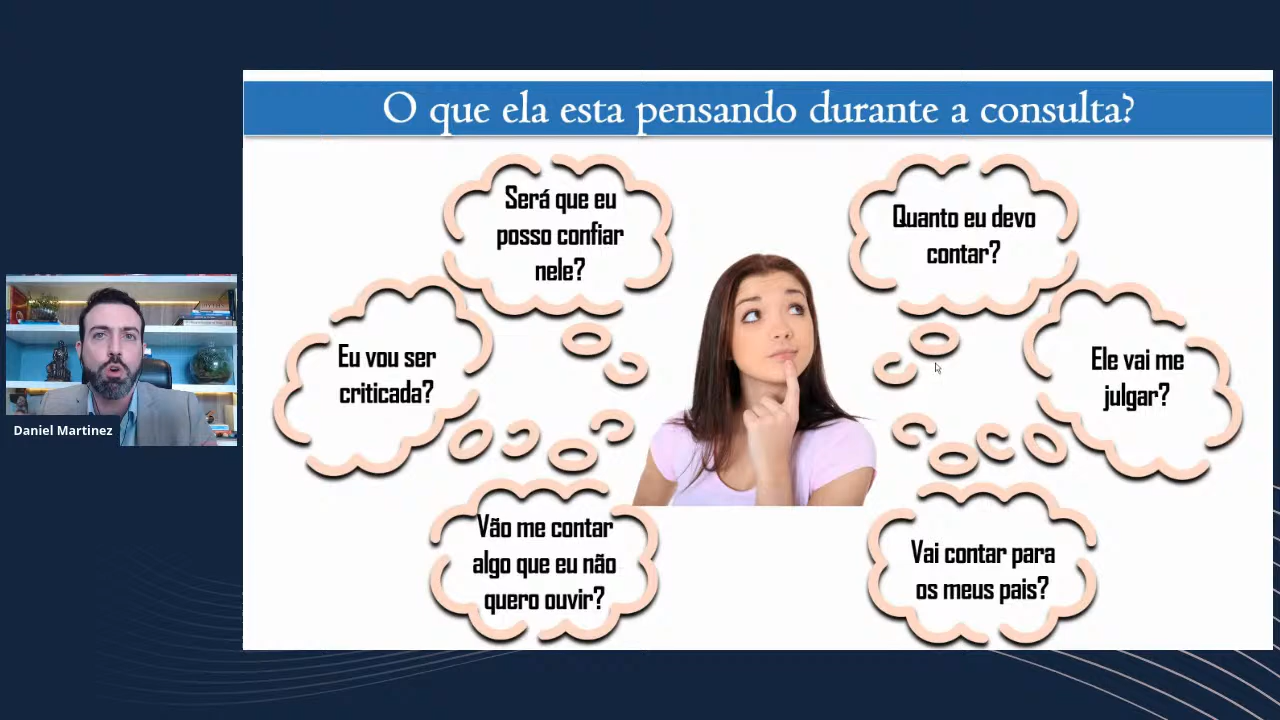 O que ela esta pensando durante a consulta?
Será que eu
posso confiar
nele?
Quanto eu devo
contar?
Eu vou ser
criticada?
Ele vai me
julgar?
Vão me contar
algo que eu não
quero ouvir?
Vai contar para
os meus pais?
Daniel Martinez